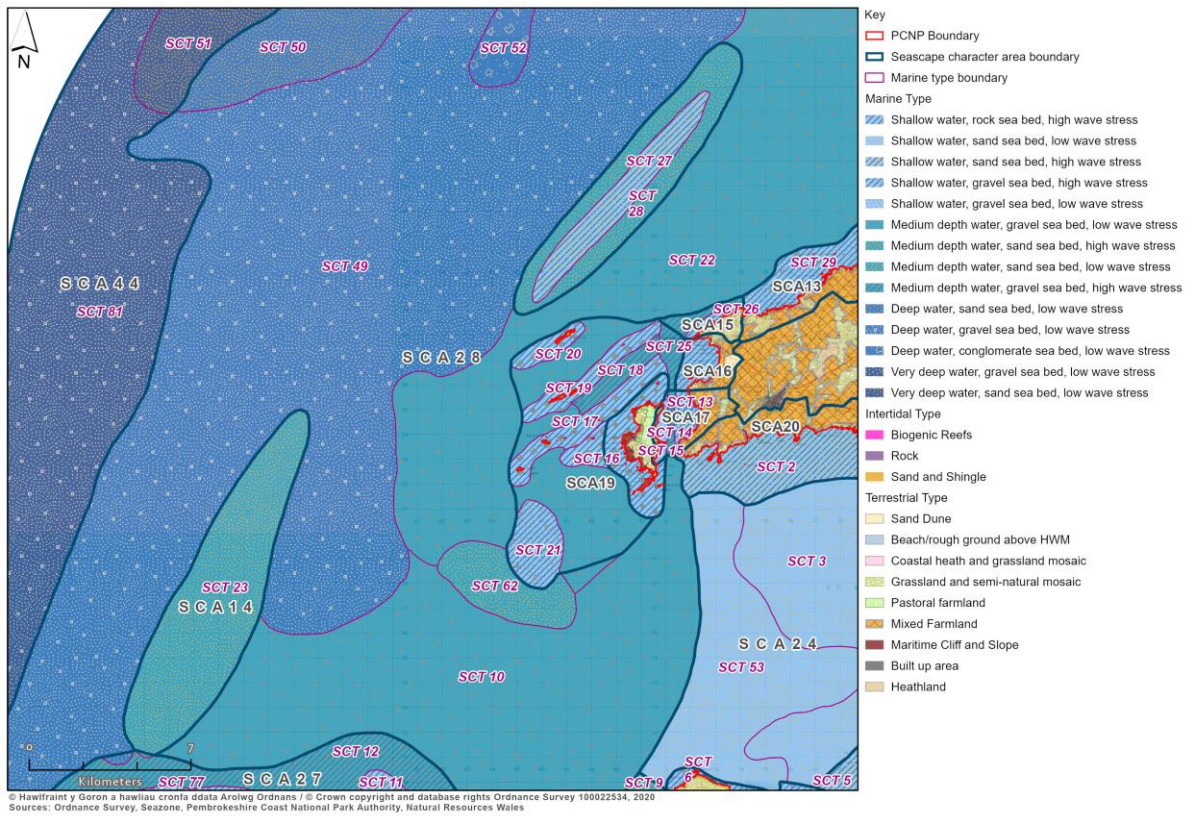 SCT 51
SCT 50
SCT 52
N
SCT 27
SCT
28
SCT 22
SCT 29
SCA13
SCT 49
SCA44
SCT 81
SCT 26
SCA15
SCT 25
SCT 20
SCA28
SCT 18
SCA16
SCT 19
SCT 13
SCA17
SCT 17
SCT 14
SCA20
SCT 15
SCT 16
SCT 2
SCA19
SCT 21
SCT 3
SCT 62
SCT 23
SCA14
SCA24
SCT 53
SCT 10
0
7
Kilometers
SCT 12
SCT 77
SCA27
SCT 11
SCT 9
SCT
6
SCT 5
© Hawlfraint y Goron a hawliau cronfa ddata Arolwg Ordnans / © Crown copyright and database rights Ordnance Survey 100022534, 2020
Sources: Ordnance Survey, Seazone, Pembrokeshire Coast National Park Authority, Natural Resources Wales
Key
PCNP Boundary
Seascape character area boundary
Marine type boundary
Marine Type
Shallow water, rock sea bed, high wave stress
Shallow water, sand sea bed, low wave stress
Shallow water, sand sea bed, high wave stress
Shallow water, gravel sea bed, high wave stress
Shallow water, gravel sea bed, low wave stress
Medium depth water, gravel sea bed, low wave stress
Medium depth water, sand sea bed, high wave stress
Medium depth water, sand sea bed, low wave stress
Medium depth water, gravel sea bed, high wave stress
Deep water, sand sea bed, low wave stress
Deep water, gravel sea bed, low wave stress
Deep water, conglomerate sea bed, low wave stress
Very deep water, gravel sea bed, low wave stress
Very deep water, sand sea bed, low wave stress
Intertidal Type
Biogenic Reefs
Rock
Sand and Shingle
Terrestrial Type
Sand Dune
Beach/rough ground above HWM
Coastal heath and grassland mosaic
Grassland and semi-natural mosaic
Pastoral farmland
Mixed Farmland
Maritime Cliff and Slope
Built up area
Heathland